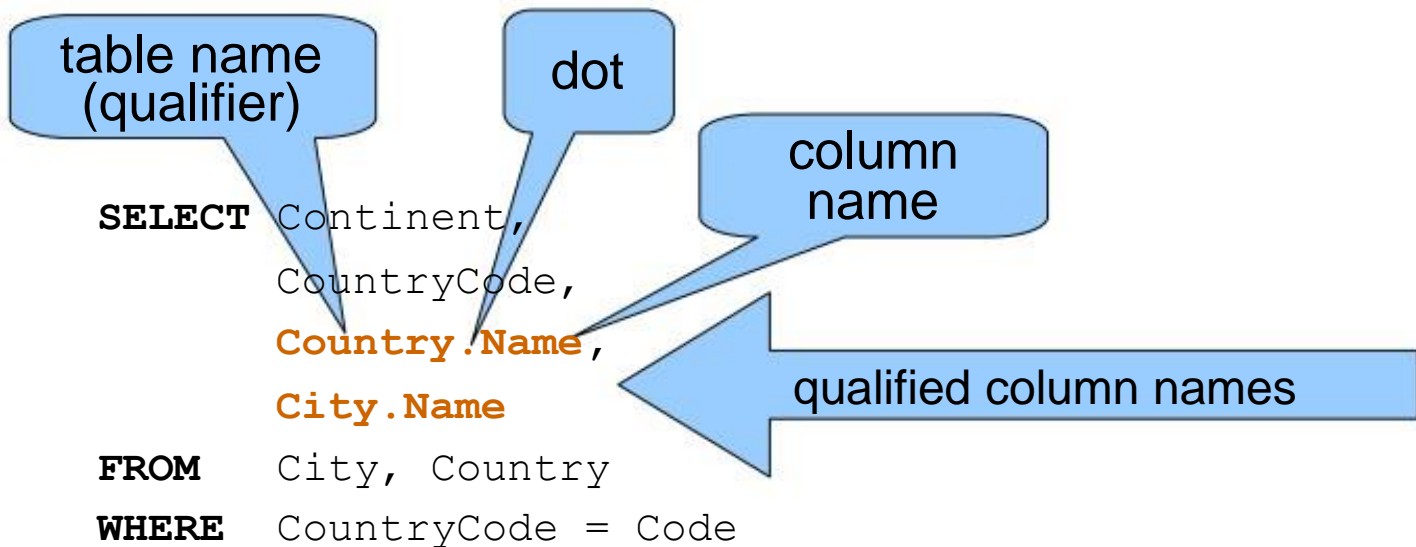 table name
(qualifier)
dot
column
name
SELECT Continent,
CountryCode,
Country.Name,
City.Name
qualified column names
FROM City, Country
WHERE CountryCode = Code